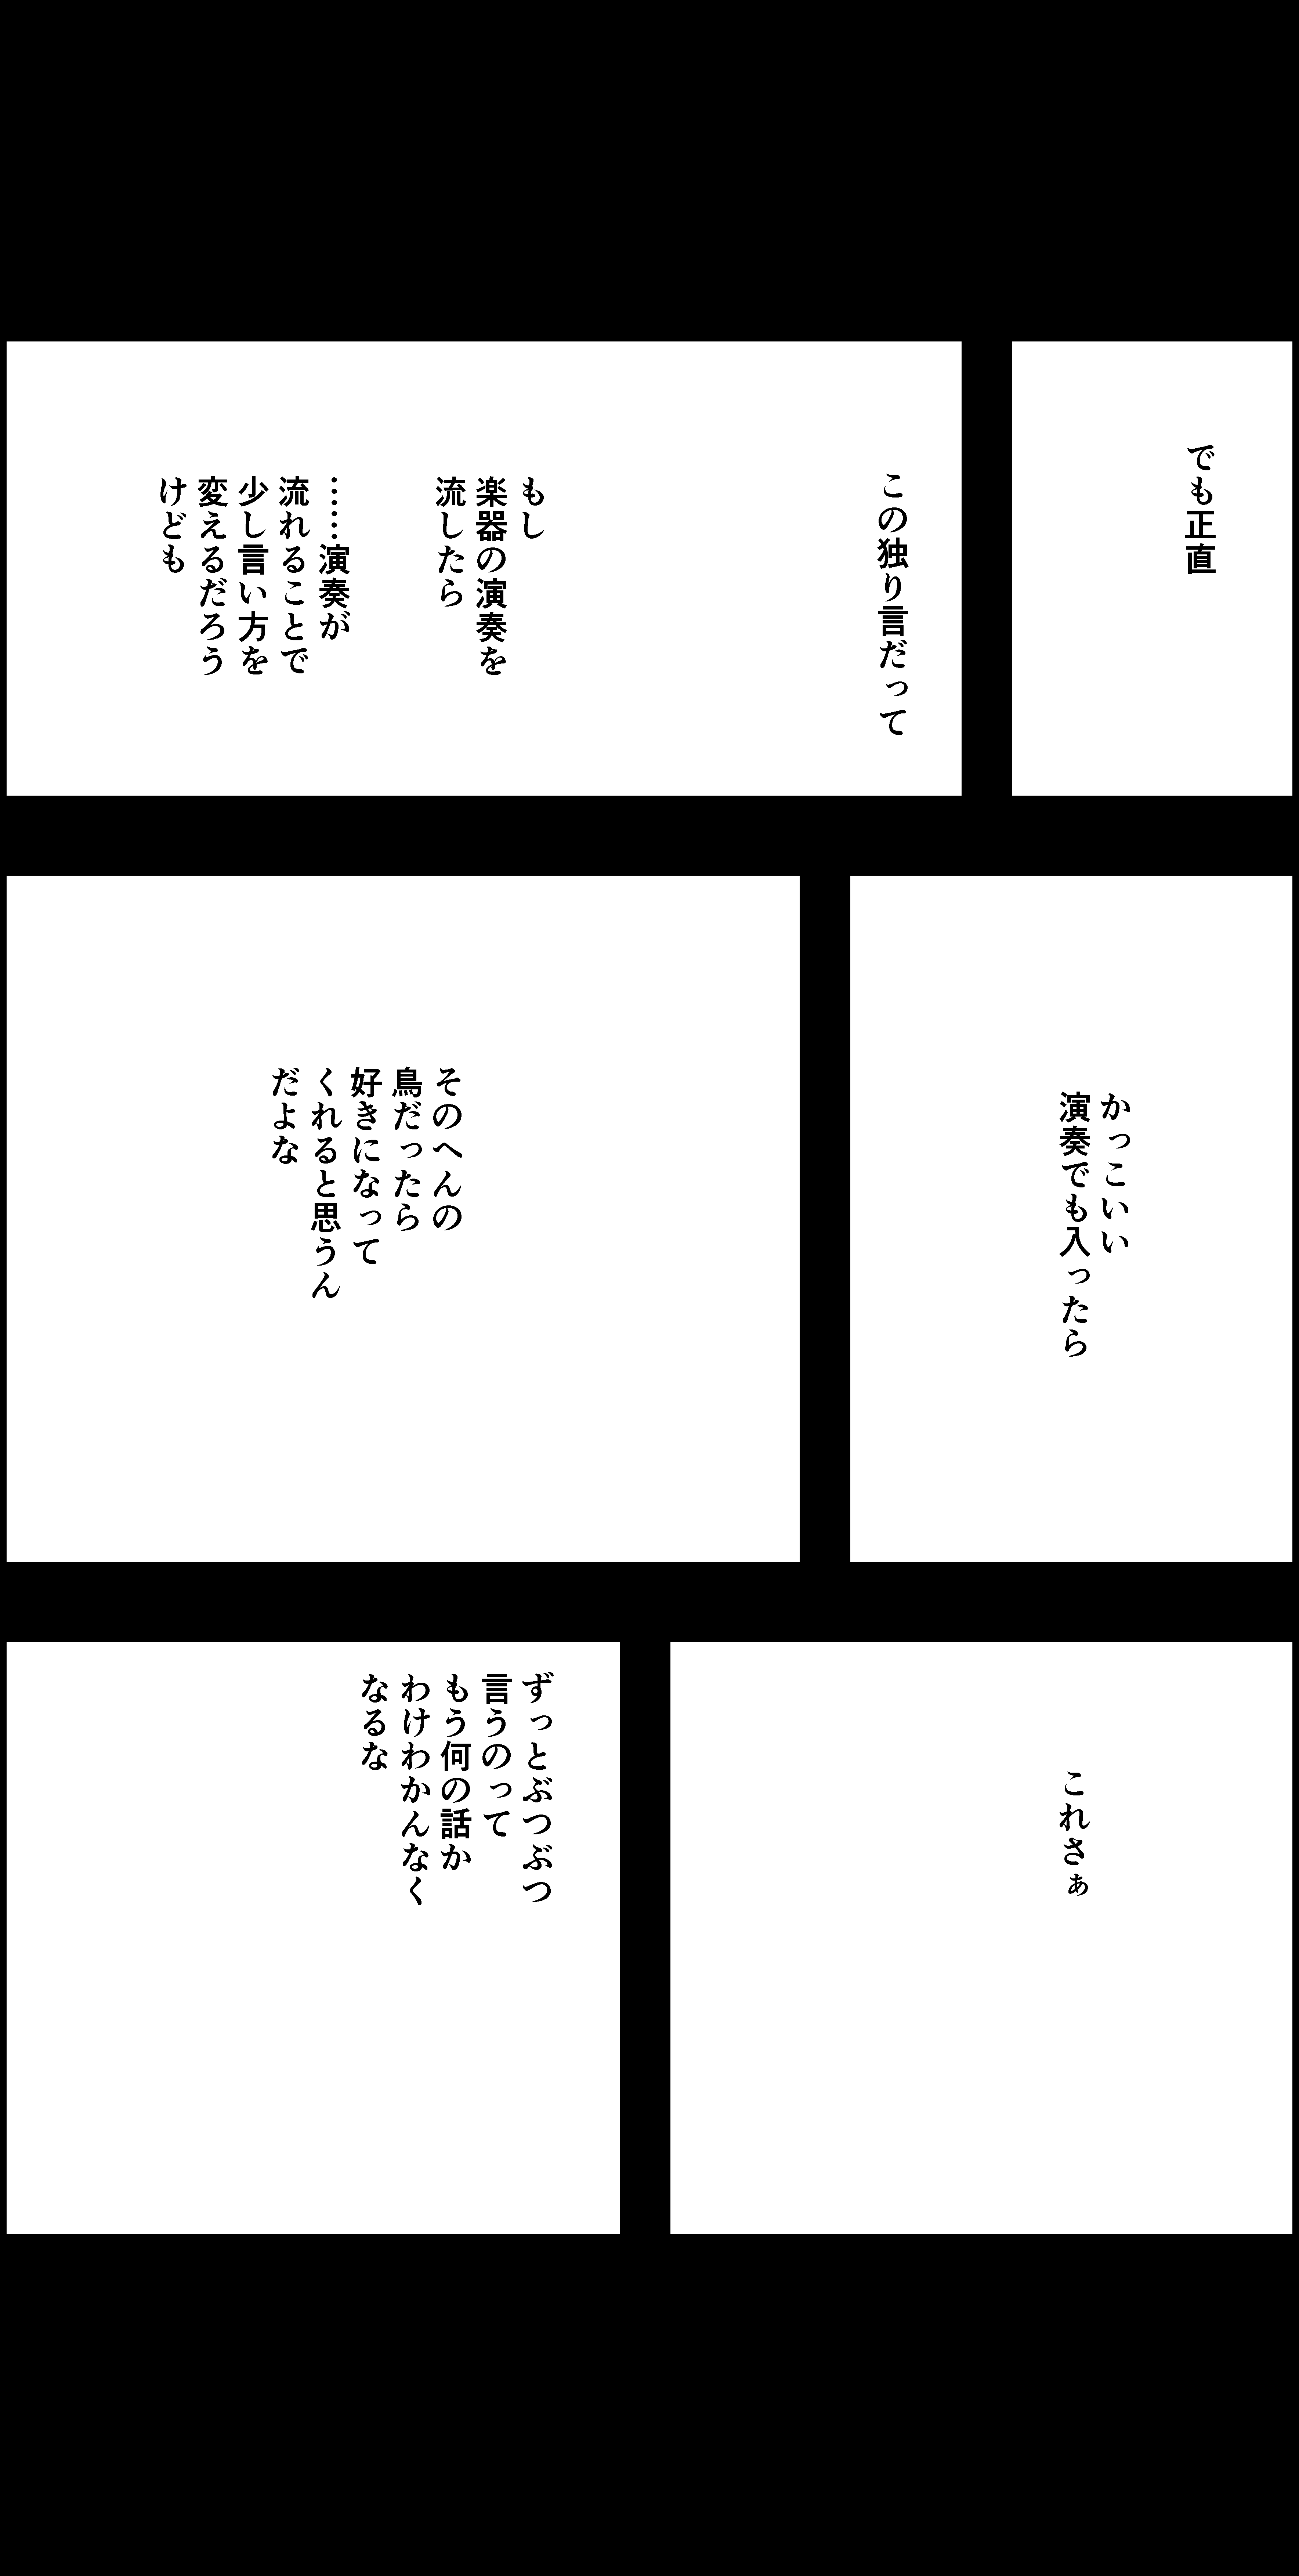 でも正直
この独り言だって
もし
楽器の演奏を
流したら
……演奏が
流れることで
少し言い方を
変えるだろう
けども
かっこいい
演奏でも入ったら
そのへんの
鳥だったら
好きになって
くれると思うん
だよな
これさぁ
ずっとぶつぶつ
言うのって
もう何の話か
わけわかんなく
なるな